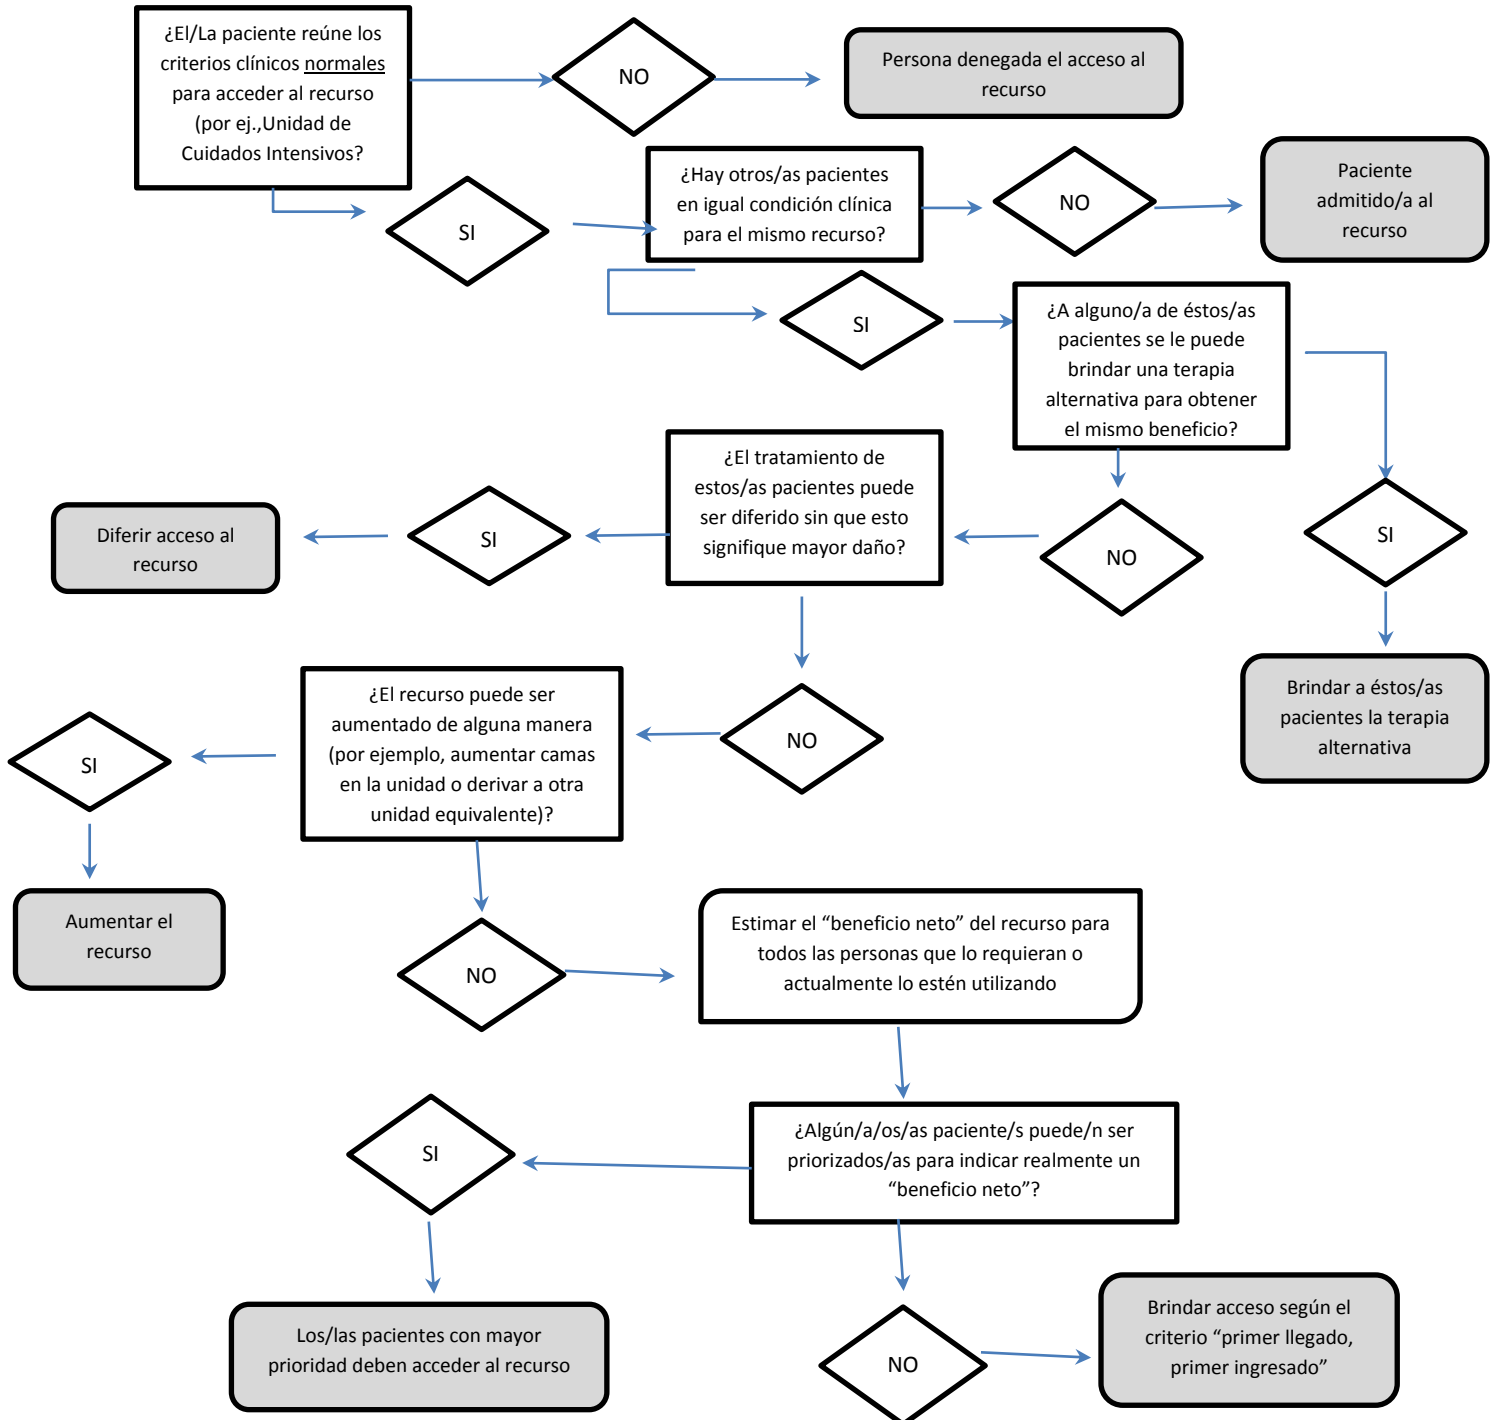 ¿El/La paciente reúne los
criterios clínicos normales
para acceder al recurso
(por ej.,Unidad de
Cuidados Intensivos?
NO
Persona denegada el acceso al
recurso
SI
¿Hay otros/as pacientes
en igual condición clínica
para el mismo recurso?
NO
Paciente
admitido/a al
recurso
SI
¿A alguno/a de éstos/as
pacientes se le puede
brindar una terapia
alternativa para obtener
el mismo beneficio?
SI
Brindar a éstos/as
pacientes la terapia
alternativa
NO
¿El tratamiento de
estos/as pacientes puede
ser diferido sin que esto
signifique mayor daño?
SI
Diferir acceso al
recurso
NO
¿El recurso puede ser
aumentado de alguna manera
(por ejemplo, aumentar camas
en la unidad o derivar a otra
unidad equivalente)?
SI
Aumentar el
recurso
NO
Estimar el “beneficio neto” del recurso para
todos las personas que lo requieran o
actualmente lo estén utilizando
¿Algún/a/os/as paciente/s puede/n ser
priorizados/as para indicar realmente un
“beneficio neto”?
SI
Los/las pacientes con mayor
prioridad deben acceder al recurso
NO
Brindar acceso según el
criterio “primer llegado,
primer ingresado”